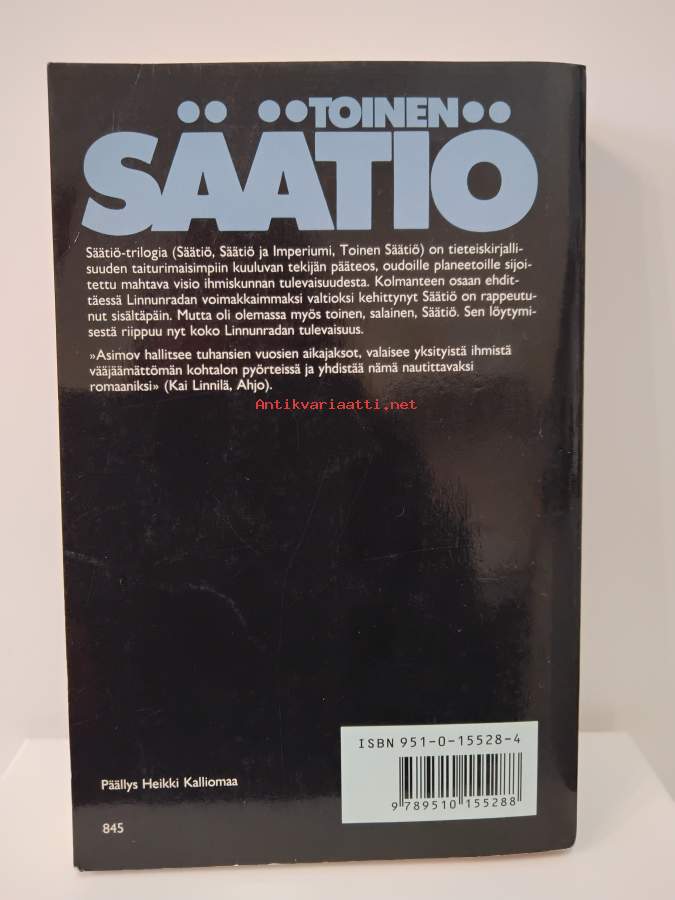 TOINEN
SÄÄTIÖ
Säätiö-trilogia (Säätiö, Säätiö ja Imperiumi, Toinen Säätiö) on tieteiskirjalli-
suuden taiturimaisimpiin kuuluvan tekijän pääteos, oudoille planeetoille sijoi-
tettu mahtava visio ihmiskunnan tulevaisuudesta. Kolmanteen osaan ehdit-
täessä Linnunradan voimakkaimmaksi valtioksi kehittynyt Säätiö on rappeutu-
nut sisältäpäin. Mutta oli olemassa myös toinen, salainen, Säätiö. Sen löytymi-
sestä riippuu nyt koko Linnunradan tulevaisuus.
»Asimov hallitsee tuhansien vuosien aikajaksot, valaisee yksityistä ihmistä
vääjäämättömän kohtalon pyörteissä ja yhdistää nämä nautittavaksi
romaaniksi» (Kai Linnilä, Ahjo).
Antikvariaatti.net
ISBN 951-0-15528-4
9 789510 155288
Päällys Heikki Kalliomaa
845